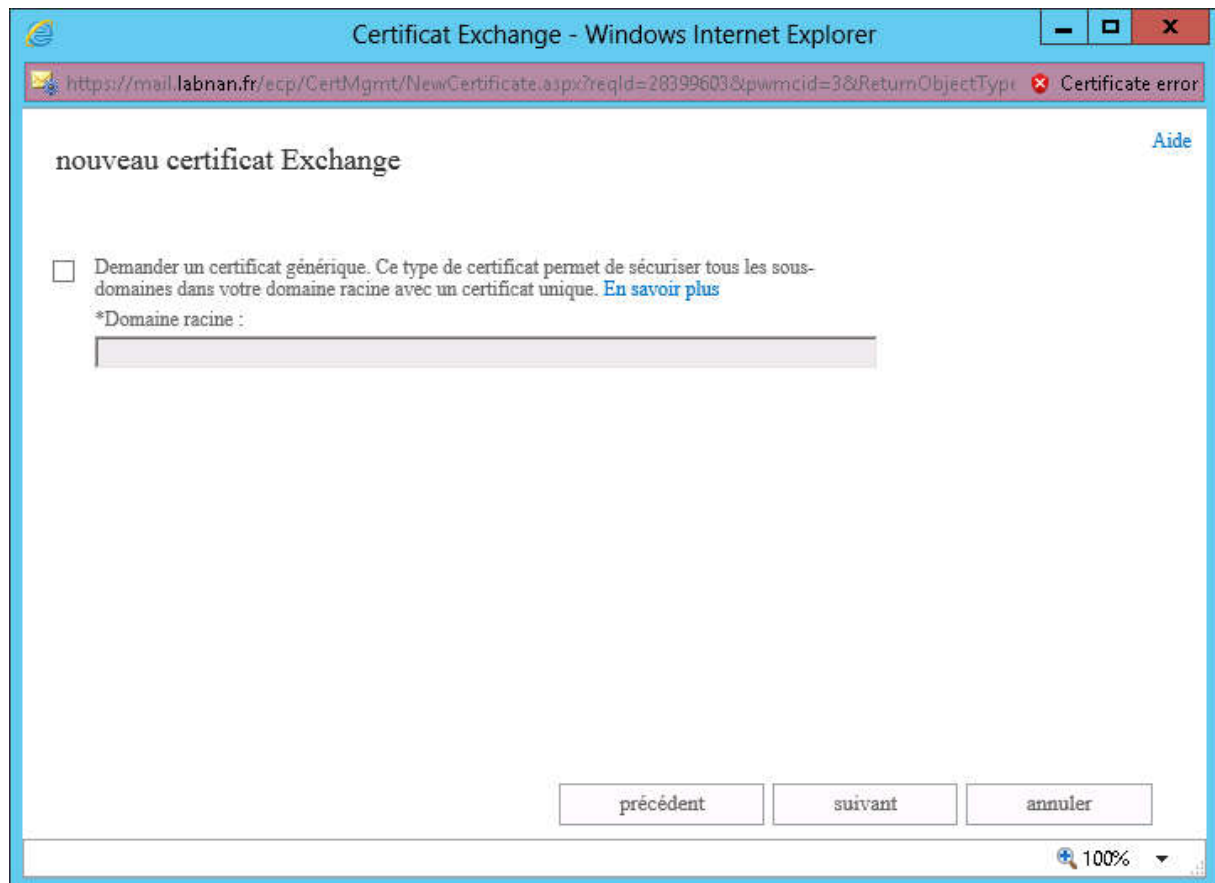 Certificat Exchange - Windows Internet Explorer
https://mail.labnan.fr/ecp/CertMgmt/NewCertificate.aspx?reqId=28399603&pwmcid=3&ReturnObjectType
Certificate error
Aide
nouveau certificat Exchange
Demander un certificat générique. Ce type de certificat permet de sécuriser tous les sous-
domaines dans votre domaine racine avec un certificat unique. En savoir plus
*Domaine racine :
précédent
suivant
annuler
100%